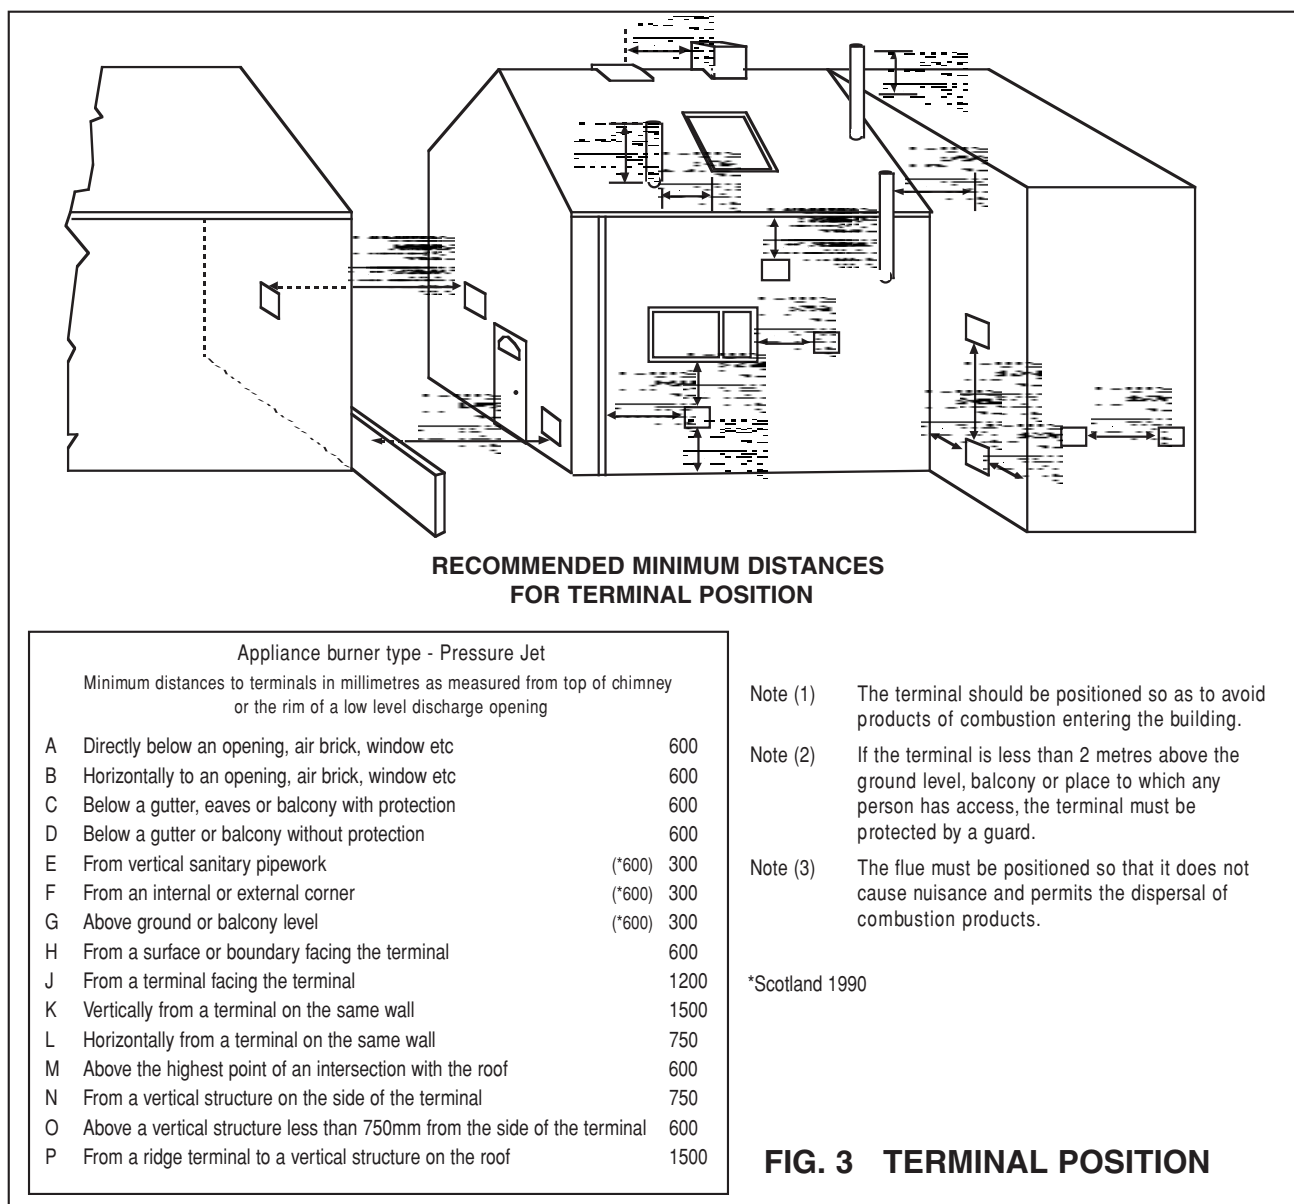 RECOMMENDED MINIMUM DISTANCES
FOR TERMINAL POSITION
Appliance burner type - Pressure Jet
Minimum distances to terminals in millimetres as measured from top of chimney
or the rim of a low level discharge opening
A Directly below an opening, air brick, window etc 600
B Horizontally to an opening, air brick, window etc 600
C Below a gutter, eaves or balcony with protection 600
D Below a gutter or balcony without protection 600
E From vertical sanitary pipework (*600) 300
F From an internal or external corner (*600) 300
G Above ground or balcony level (*600) 300
H From a surface or boundary facing the terminal 600
J From a terminal facing the terminal 1200
K Vertically from a terminal on the same wall 1500
L Horizontally from a terminal on the same wall 750
M Above the highest point of an intersection with the roof 600
N From a vertical structure on the side of the terminal 750
O Above a vertical structure less than 750mm from the side of the terminal 600
P From a ridge terminal to a vertical structure on the roof 1500
Note (1) The terminal should be positioned so as to avoid
products of combustion entering the building.
Note (2) If the terminal is less than 2 metres above the
ground level, balcony or place to which any
person has access, the terminal must be
protected by a guard.
Note (3) The flue must be positioned so that it does not
cause nuisance and permits the dispersal of
combustion products.
*Scotland 1990
FIG. 3 TERMINAL POSITION